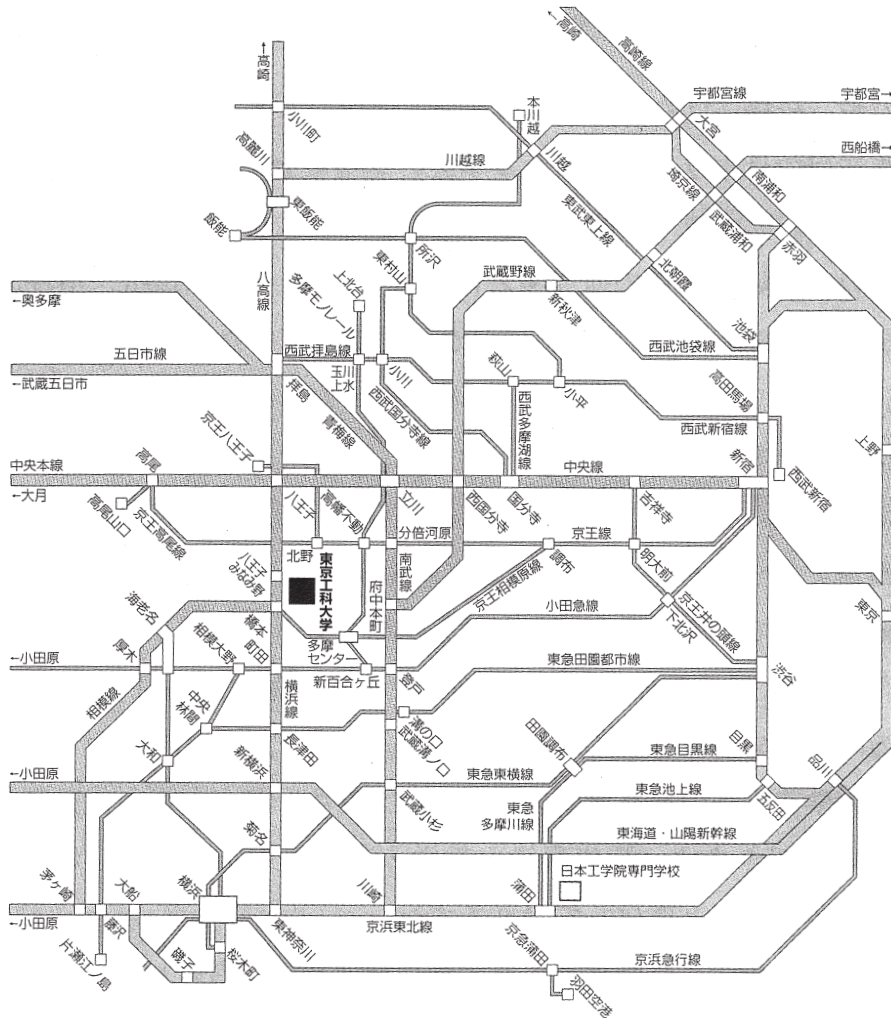 ←高崎
高崎線
←高崎
宇都宮線
宇都宮→
本川越
小川町
大宮
西船橋→
高麗川
川越線
川越
埼京線
南浦和
東武東上線
武蔵浦和
東飯能
飯能
所沢
赤羽
東村山
北朝霞
武蔵野線
上北台
八高線
多摩モノレール
新秋津
←奥多摩
池袋
五日市線
西武拝島線
西武池袋線
玉川上水
小川
萩山
小平
←武蔵五日市
拝島
高田馬場
西武国分寺線
西武多摩湖線
青梅線
京王八王子
西武新宿線
上野
高尾
新宿
中央本線
中央線
西武新宿
←大月
八王子
高幡不動
立川
西国分寺
国分寺
吉祥寺
高尾山口
京王高尾線
分倍河原
京王線
北野
南武線
調布
明大前
八王子みなみ野
東京工科大学
府中本町
京王相模原線
東京
海老名
橋本
小田急線
京王井の頭線
下北沢
相模大野
多摩センター
厚木
町田
←小田原
新百合ヶ丘
登戸
東急田園都市線
渋谷
相模線
中央林間
横浜線
溝の口
武蔵溝ノ口
長津田
田園調布
目黒
大和
新横浜
東急目黒線
品川
←小田原
東急東横線
東急池上線
武蔵小杉
東急多摩川線
五反田
菊名
東海道・山陽新幹線
日本工学院専門学校
茅ヶ崎
大船
横浜
川崎
蒲田
←小田原
藤沢
東神奈川
京浜東北線
片瀬江ノ島
磯子
桜木町
京急蒲田
京浜急行線
羽田空港